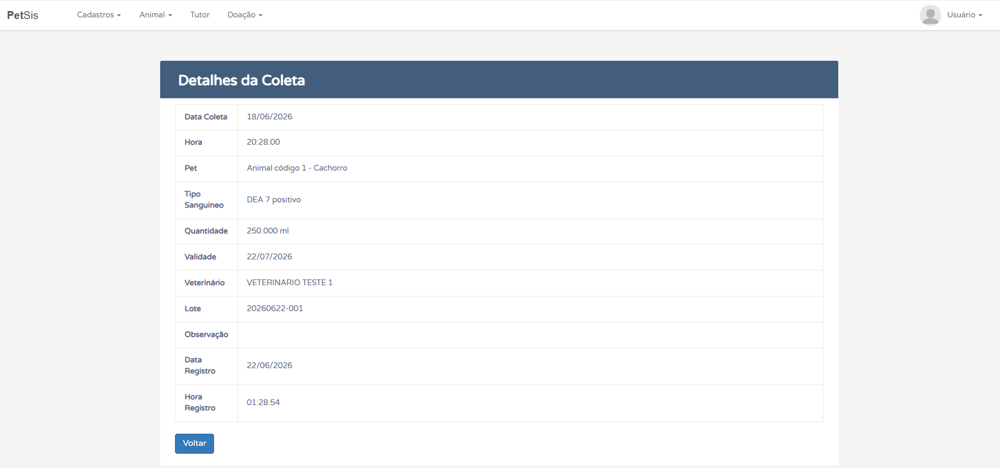 PetSis Cadastros Animal Tutor Doação Usuário
Detalhes da Coleta
Data Coleta 18/06/2026
Hora 20:28:00
Pet Animal código 1 - Cachorro
Tipo
Sanguíneo DEA 7 positivo
Quantidade 250.000 ml
Validade 22/07/2026
Veterinário VETERINARIO TESTE 1
Lote 20260622-001
Observação
Data
Registro 22/06/2026
Hora
Registro 01:28:54
Voltar